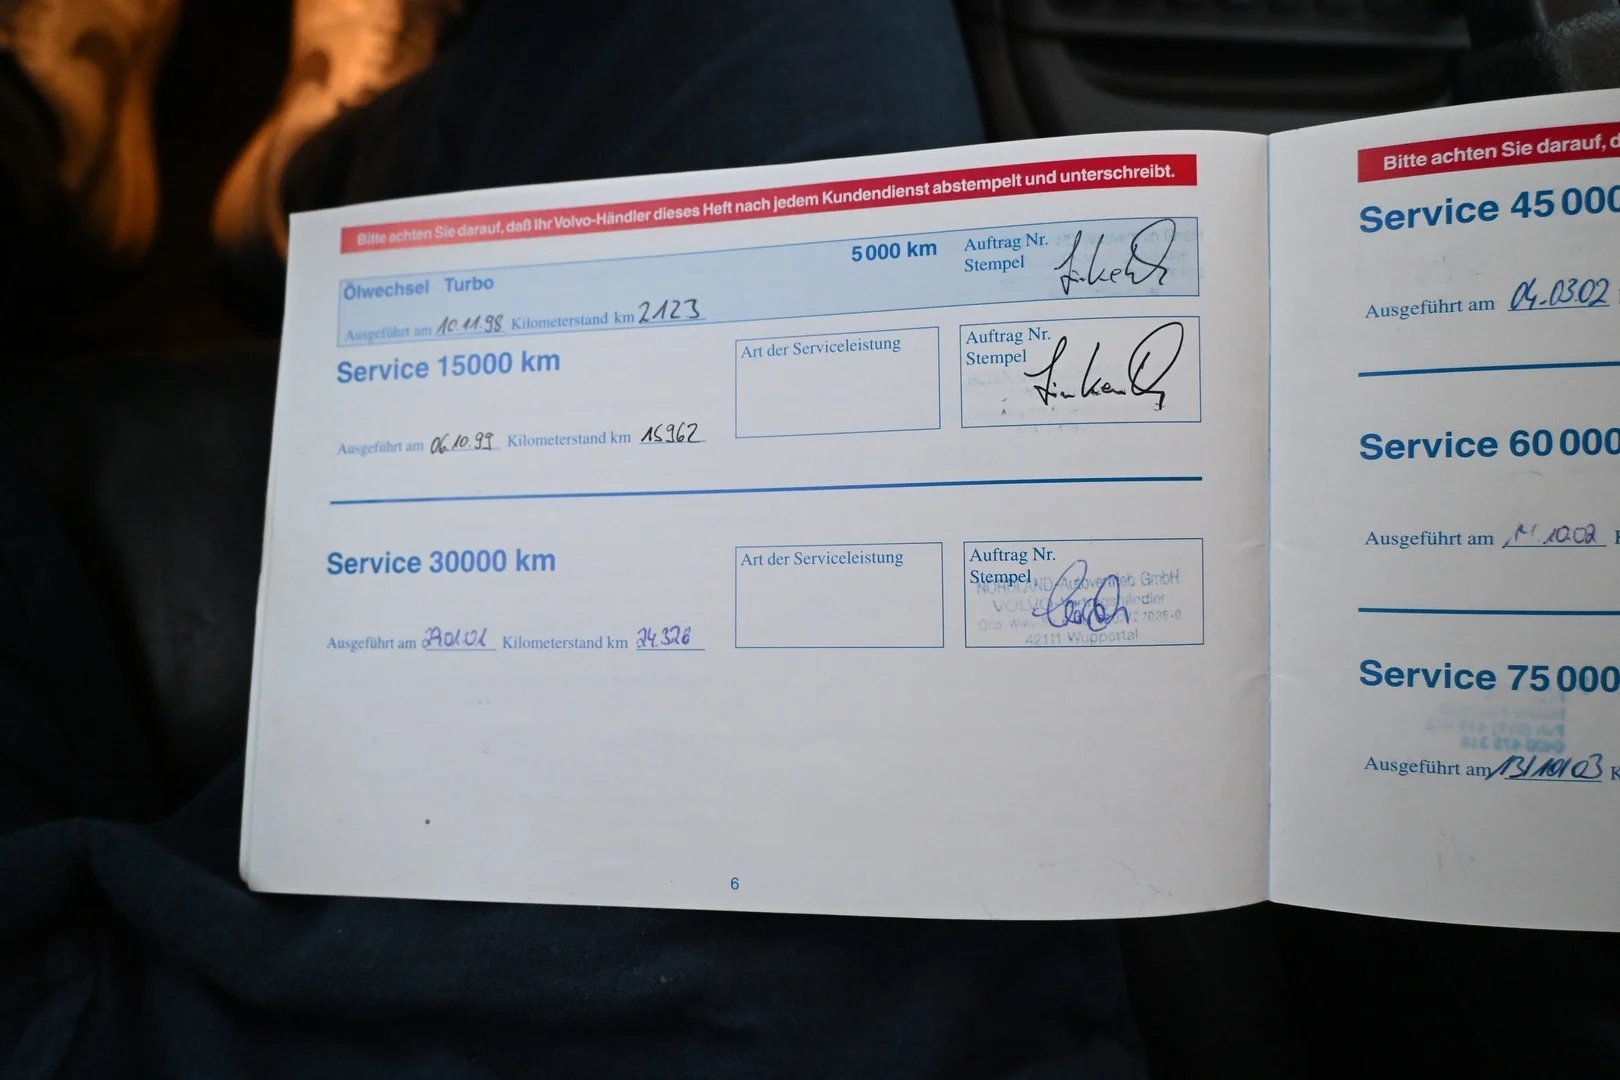 Bitte achten Sie darauf, daß Ihr Volvo-Händler dieses Heft nach jedem Kundendienst abstempelt und unterschreibt.
Ölwechsel Turbo
5000 km
Auftrag Nr.
Stempel
Ausgeführt am 10.11.98 Kilometerstand km 2123
Service 15000 km
Art der Serviceleistung
Auftrag Nr.
Stempel
Ausgeführt am 06.10.99 Kilometerstand km 15962
Service 30000 km
Art der Serviceleistung
Auftrag Nr.
Stempel
NORDLAND-Autovertrieb GmbH
VOLVO-Vertragshändler
42111 Wuppertal
Ausgeführt am Kilometerstand km 24.326
6
Bitte achten Sie darauf, d
Service 45000
Ausgeführt am 04.03.02
Service 60000
Ausgeführt am
Service 75000
Ausgeführt am